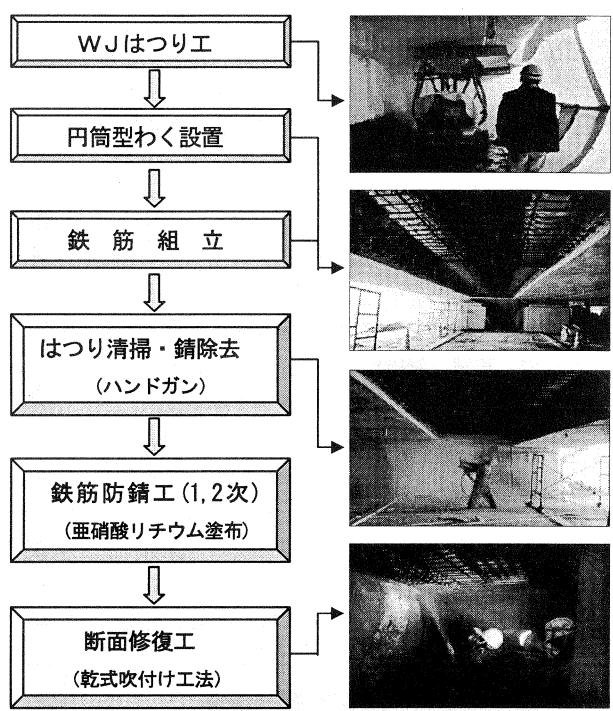 WJはつり工
円筒型わく設置
鉄筋組立
はつり清掃・錆除去
(ハンドガン)
鉄筋防錆工(1,2次)
(亜硝酸リチウム塗布)
断面修復工
(乾式吹付け工法)